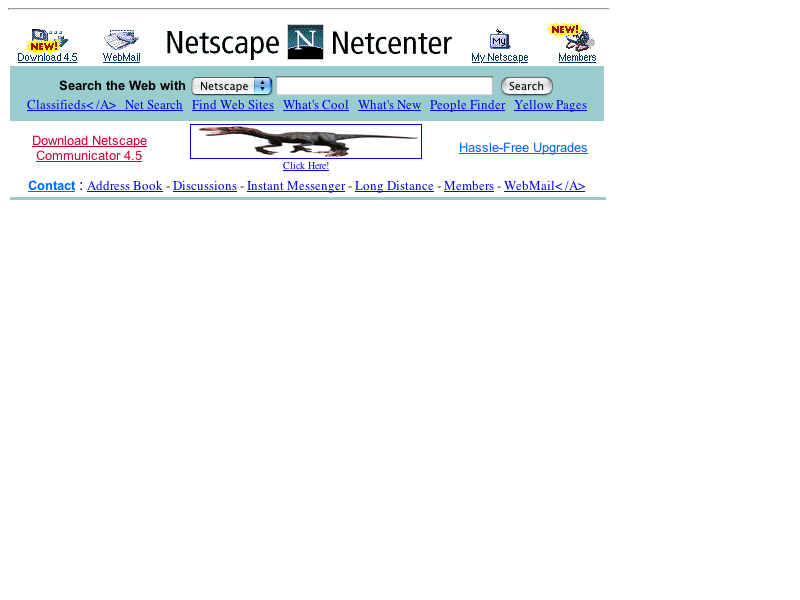 NEW! Download 4.5 WebMail Netscape N Netcenter My My Netscape NEW! Members
Search the Web with Netscape Search
Classifieds</A> Net Search Find Web Sites What's Cool What's New People Finder Yellow Pages
Download Netscape
Communicator 4.5
Click Here!
Hassle-Free Upgrades
Contact : Address Book - Discussions - Instant Messenger - Long Distance - Members - WebMail</A>